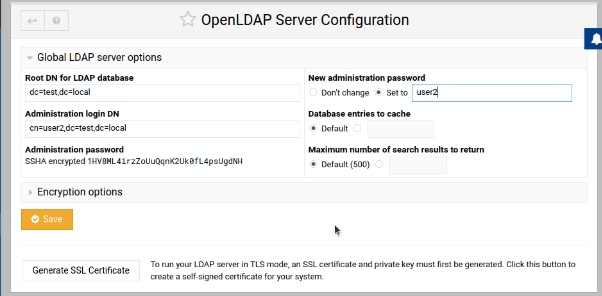 OpenLDAP Server Configuration
Global LDAP server options
Root DN for LDAP database
dc=test,dc=local
New administration password
Don't change Set to user2
Administration login DN
cn=user2,dc=test,dc=local
Database entries to cache
Default
Administration password
SSHA encrypted 1HV8ML4irzZoUuQqnK2Uk0fL4psUgdNH
Maximum number of search results to return
Default (500)
Encryption options
Save
Generate SSL Certificate
To run your LDAP server in TLS mode, an SSL certificate and private key must first be generated. Click this button to
create a self-signed certificate for your system.